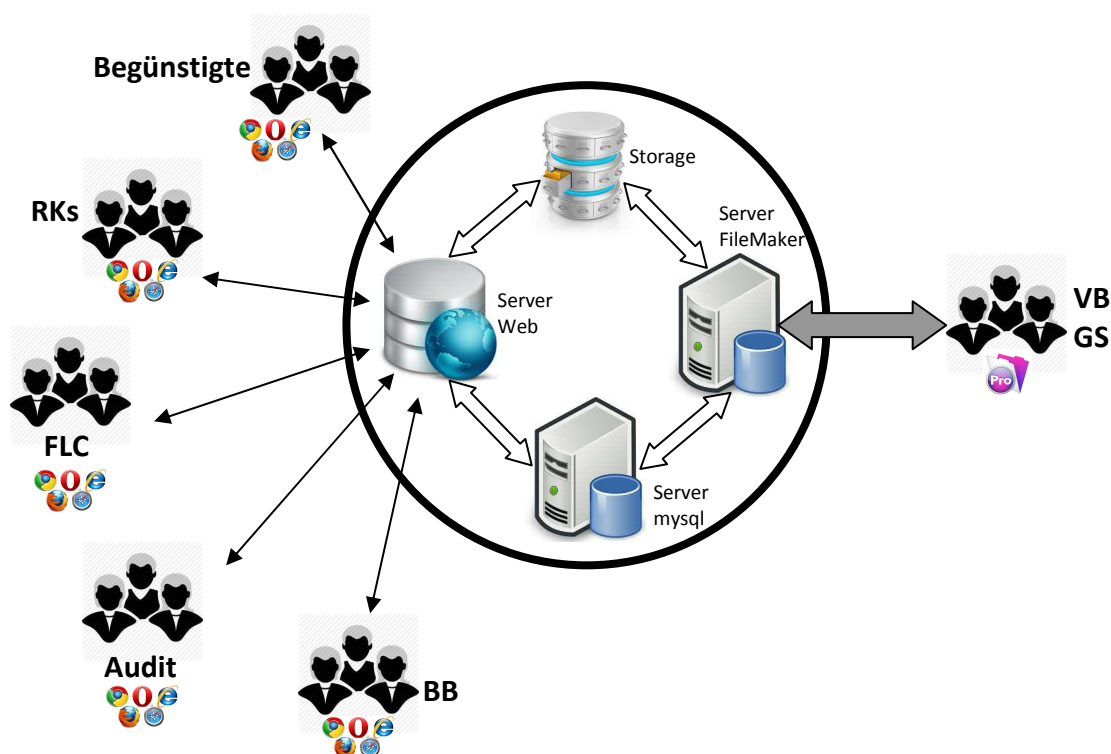 Begünstigte
RKs
FLC
Audit
BB
Storage
Server
FileMaker
Server
Web
Server
mysql
VB
GS
Pro